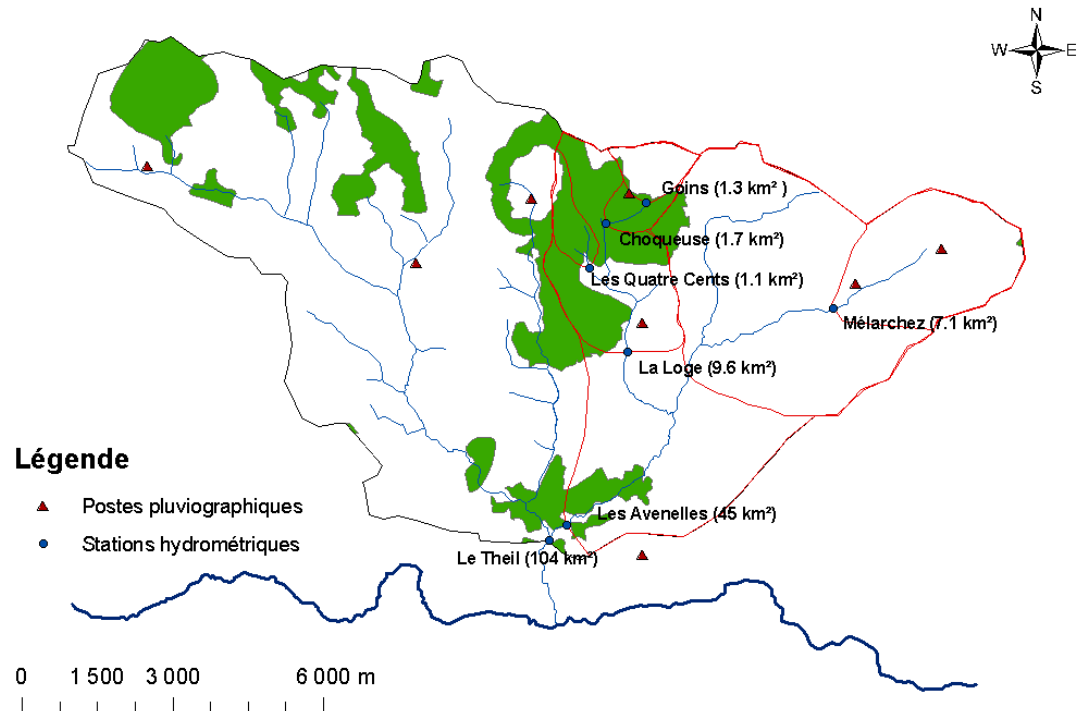 N
W E
S
Goins (1.3 km² )
Choqueuse (1.7 km²)
Les Quatre Cents (1.1 km²)
Mélarchez (7.1 km²)
La Loge (9.6 km²)
Légende
Postes pluviographiques
Stations hydrométriques
Les Avenelles (45 km²)
Le Theil (104 km²)
0 1 500 3 000 6 000 m